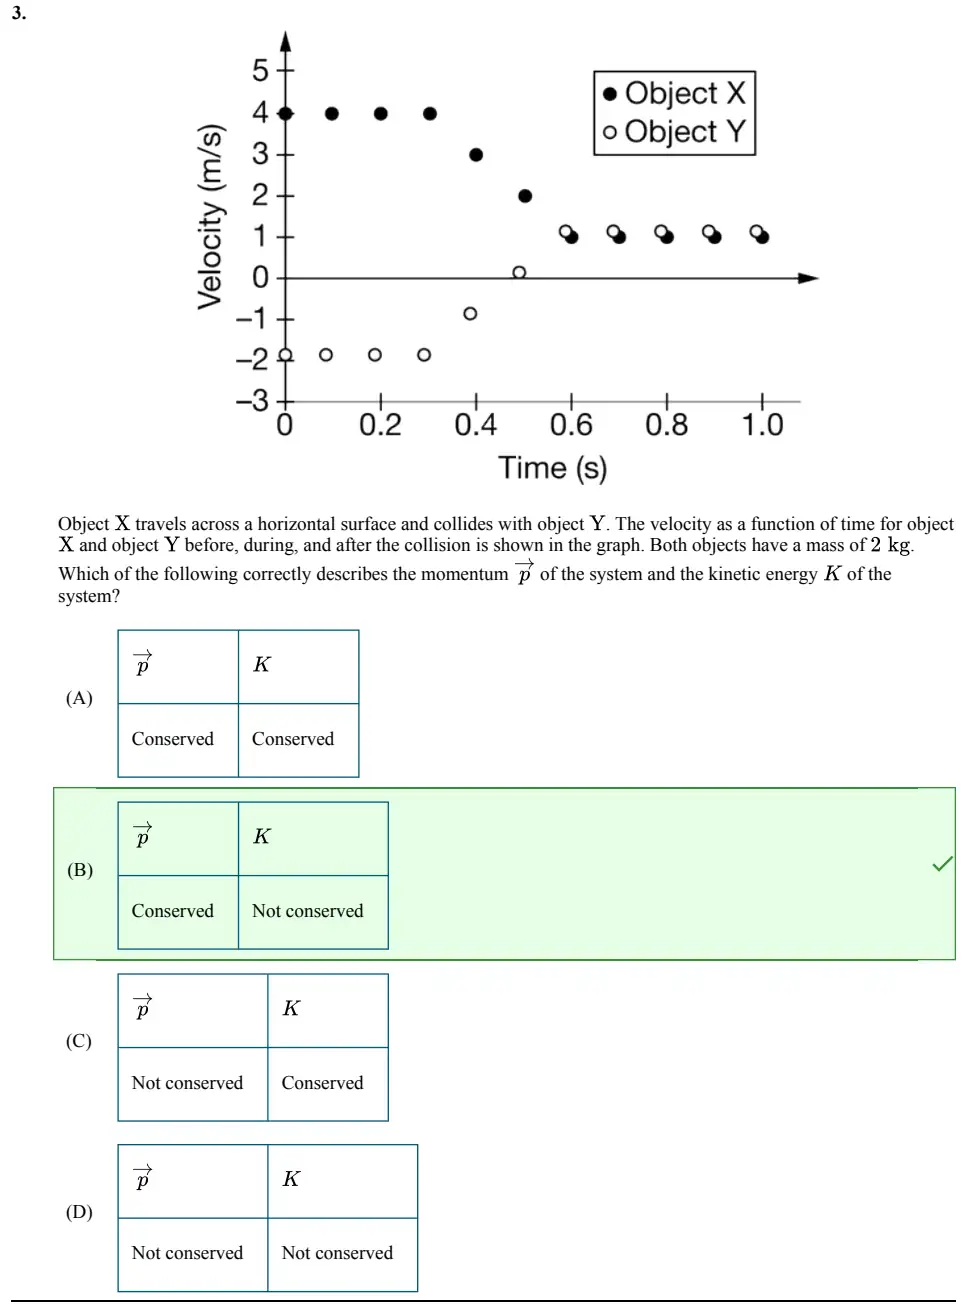 3.
5
4
3
2
1
0
−1
−2
−3
Velocity (m/s)
Object X
Object Y
0 0.2 0.4 0.6 0.8 1.0
Time (s)
Object X travels across a horizontal surface and collides with object Y. The velocity as a function of time for object
X and object Y before, during, and after the collision is shown in the graph. Both objects have a mass of 2 kg.
Which of the following correctly describes the momentum p⃗ of the system and the kinetic energy K of the
system?
(A)
p⃗ K
Conserved Conserved
(B)
p⃗ K
Conserved Not conserved
(C)
p⃗ K
Not conserved Conserved
(D)
p⃗ K
Not conserved Not conserved